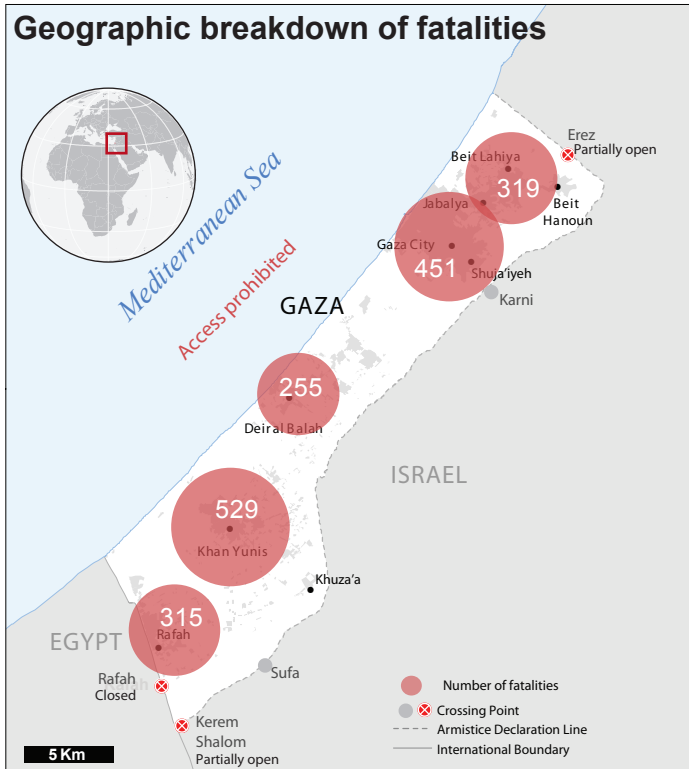 Geographic breakdown of fatalities
Mediterranean Sea
Access prohibited
GAZA
Erez
Partially open
Beit Lahiya
319
Jabalya
Beit
Hanoun
Gaza City
451
Shuja'iyeh
Karni
255
Deiral Balah
ISRAEL
529
Khan Yunis
Khuza'a
315
Rafah
EGYPT
Rafah
Closed
Sufa
Kerem
Shalom
Partially open
5 Km
Number of fatalities
Crossing Point
Armistice Declaration Line
International Boundary